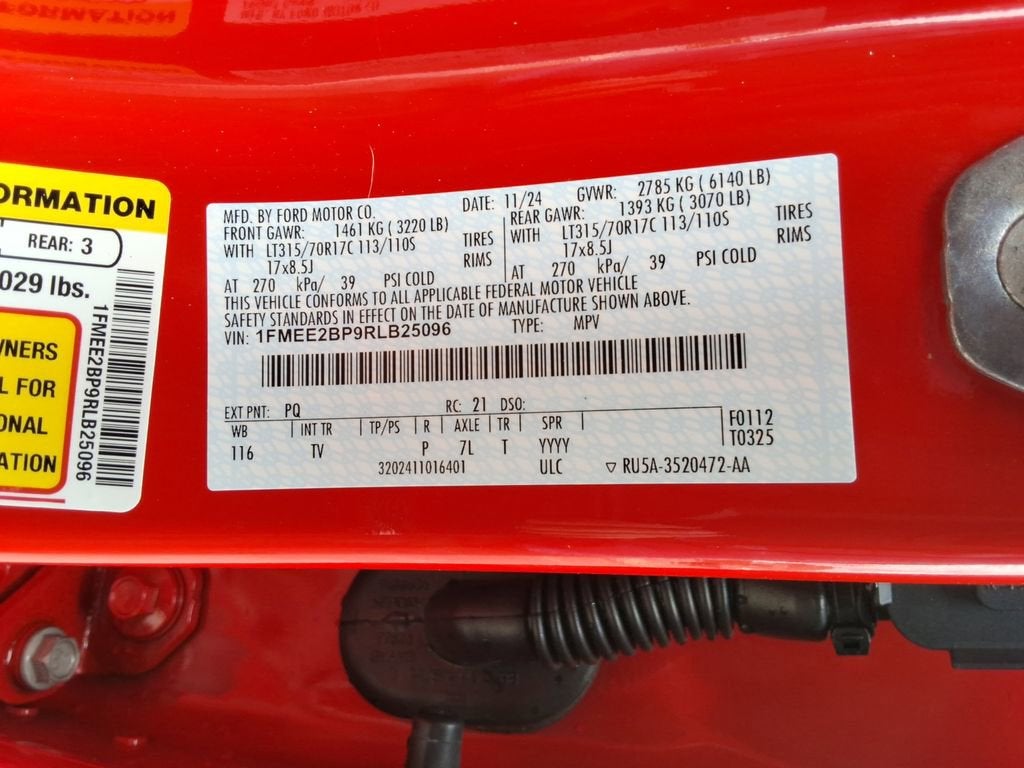 ORMATION
REAR: 3
029 lbs.
WNERS
L FOR
ONAL
ATION
1FMEE2BP9RLB25096
MFD. BY FORD MOTOR CO. DATE: 11/24 GVWR: 2785 KG ( 6140 LB)
FRONT GAWR: 1461 KG ( 3220 LB) REAR GAWR: 1393 KG ( 3070 LB)
WITH LT315/70R17C 113/110S TIRES WITH LT315/70R17C 113/110S TIRES
17x8.5J RIMS 17x8.5J RIMS
AT 270 kPa/ 39 PSI COLD AT 270 kPa/ 39 PSI COLD
THIS VEHICLE CONFORMS TO ALL APPLICABLE FEDERAL MOTOR VEHICLE
SAFETY STANDARDS IN EFFECT ON THE DATE OF MANUFACTURE SHOWN ABOVE.
VIN: 1FMEE2BP9RLB25096 TYPE: MPV
EXT PNT: PQ RC: 21 DSO:
WB INT TR TP/PS R AXLE TR SPR F0112
116 TV P 7L T YYYY T0325
3202411016401 ULC ▽ RU5A-3520472-AA